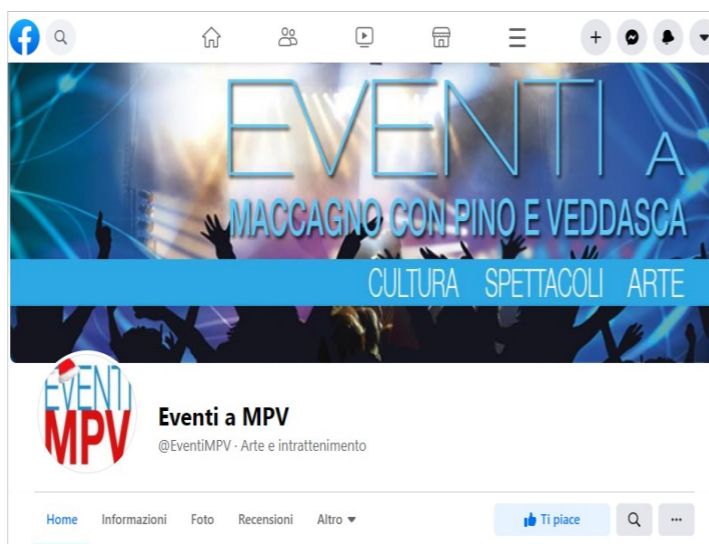 EVENTI A
MACCAGNO CON PINO E VEDDASCA
CULTURA SPETTACOLI ARTE
EVENTI
MPV
Eventi a MPV
@EventiMPV · Arte e intrattenimento
Home Informazioni Foto Recensioni Altro
Ti piace